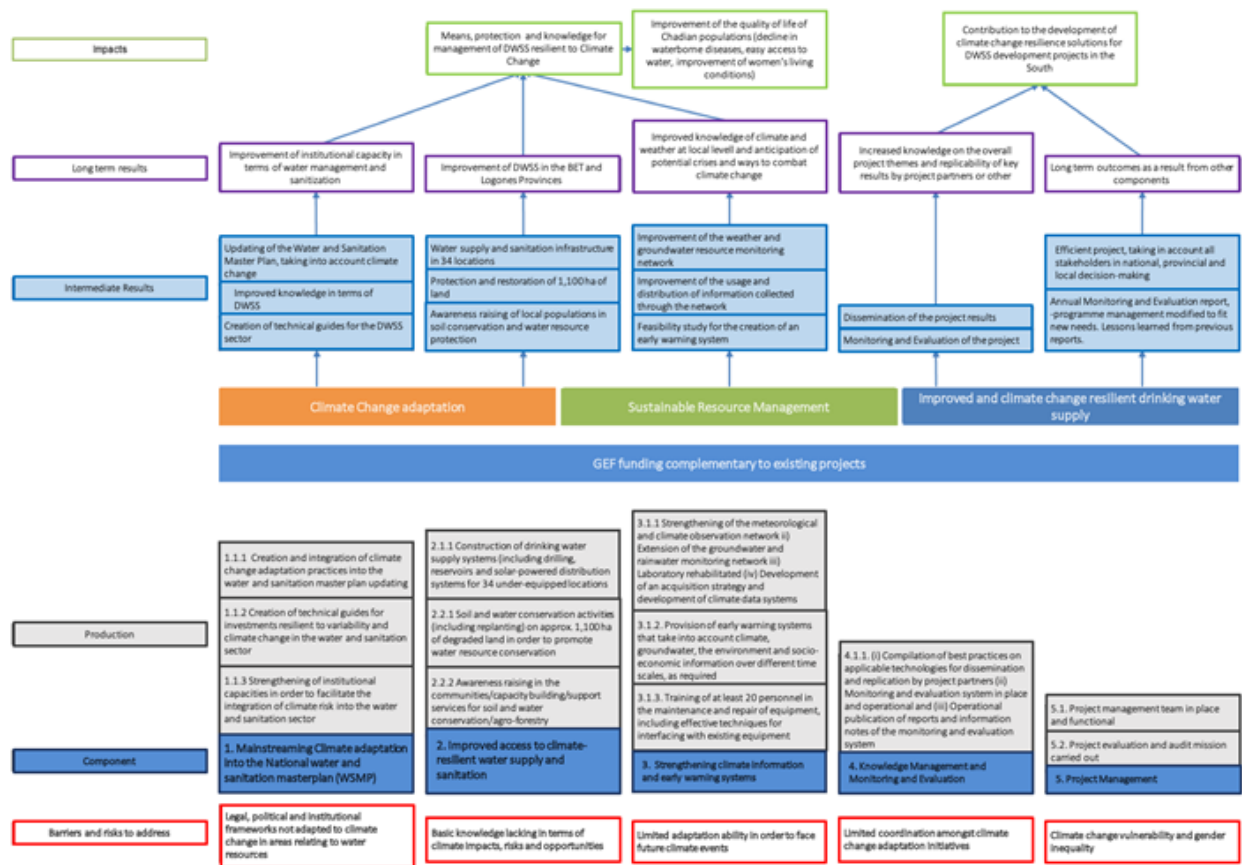 Impacts
Means, protection and knowledge for
management of DWSS resilient to Climate
Change
Improvement of the quality of life of
Chadian populations (decline in
waterborne diseases, easy access to
water, improvement of women's living
conditions)
Contribution to the development of
climate change resilience solutions for
DWSS development projects in the
South
Long term results
Improvement of institutional capacity in
terms of water management and
sanitization
Improvement of DWSS in the BET and
Logones Provinces
Improved knowledge of climate and
weather at local levell and anticipation of
potential crises and ways to combat
climate change
Increased knowledge on the overall
project themes and replicability of key
results by project partners or other
Long term outcomes as a result from other
components
Intermediate Results
Updating of the Water and Sanitation
Master Plan, taking into account climate
change
Improved knowledge in terms of
DWSS
Creation of technical guides for the DWSS
sector
Water supply and sanitation infrastructure
in 34 locations
Protection and restoration of 1,100 ha of
land
Awareness raising of local populations in
soil conservation and water resource
protection
Improvement of the weather and
groundwater resource monitoring
network
Improvement of the usage and
distribution of information collected
through the network
Feasibility study for the creation of an
early warning system
Dissemination of the project results
Monitoring and Evaluation of the project
Efficient project, taking in account all
stakeholders in national, provincial and
local decision-making
Annual Monitoring and Evaluation report,
-programme management modified to fit
new needs. Lessons learned from previous
reports.
Climate Change adaptation
Sustainable Resource Management
Improved and climate change resilient drinking water
supply
GEF funding complementary to existing projects
Production
1.1.1 Creation and integration of climate
change adaptation practices into the
water and sanitation master plan updating
1.1.2 Creation of technical guides for
investments resilient to variability and
climate change in the water and sanitation
sector
1.1.3 Strengthening of institutional
capacities in order to facilitate the
integration of climate risk into the water
and sanitation sector
2.1.1 Construction of drinking water
supply systems (including drilling,
reservoirs and solar-powered distribution
systems for 34 under-equipped locations
2.2.1 Soil and water conservation activities
(including replanting) on approx. 1,100 ha
of degraded land in order to promote
water resource conservation
2.2.2 Awareness raising in the
communities/capacity building/support
services for soil and water
conservation/agro-forestry
3.1.1 Strengthening of the meteorological
and climate observation network ii)
Extension of the groundwater and
rainwater monitoring network iii)
Laboratory rehabilitated (iv) Development
of an acquisition strategy and
development of climate data systems
3.1.2. Provision of early warning systems
that take into account climate,
groundwater, the environment and socio-
economic information over different time
scales, as required
3.1.3. Training of at least 20 personnel in
the maintenance and repair of equipment,
including effective techniques for
interfacing with existing equipment
4.1.1. (i) Compilation of best practices on
applicable technologies for dissemination
and replication by project partners (ii)
Monitoring and evaluation system in place
and operational and (iii) Operational
publication of reports and information
notes of the monitoring and evaluation
system
5.1. Project management team in place
and functional
5.2. Project evaluation and audit mission
carried out
Component
1. Mainstreaming Climate adaptation
into the National water and
sanitation masterplan (WSMP)
2. Improved access to climate-
resilient water supply and
sanitation
3. Strengthening climate information
and early warning systems
4. Knowledge Management and
Monitoring and Evaluation
5. Project Management
Barriers and risks to address
Legal, political and institutional
frameworks not adapted to climate
change in areas relating to water
resources
Basic knowledge lacking in terms of
climate impacts, risks and opportunities
Limited adaptation ability in order to face
future climate events
Limited coordination amongst climate
change adaptation initiatives
Climate change vulnerability and gender
inequality